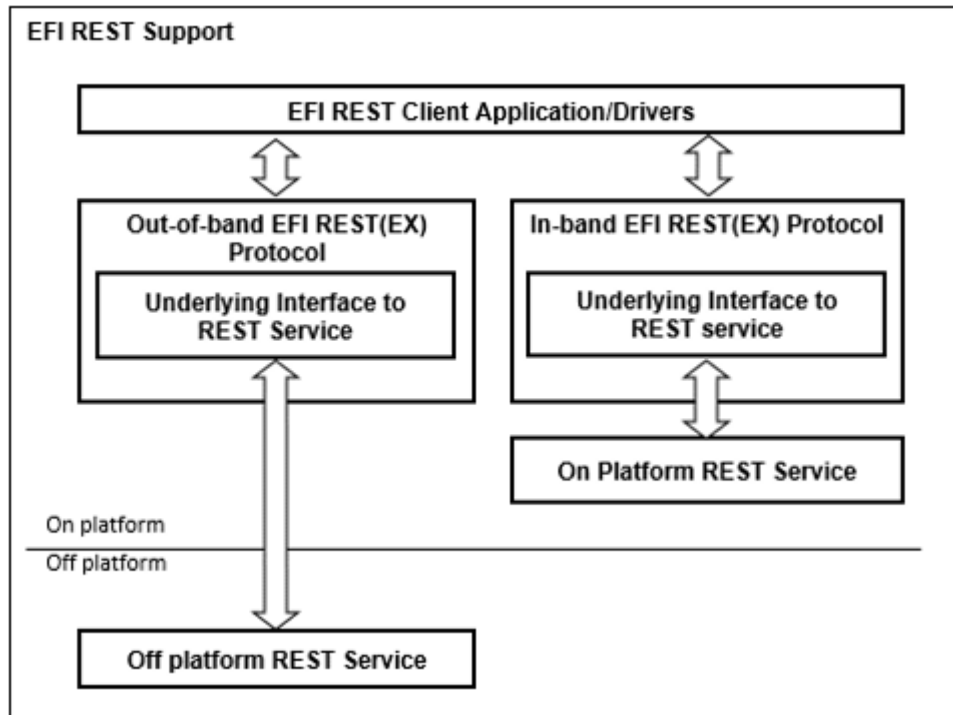 EFI REST Support
EFI REST Client Application/Drivers
Out-of-band EFI REST(EX)
Protocol
Underlying Interface to
REST Service
In-band EFI REST(EX) Protocol
Underlying Interface to
REST service
On Platform REST Service
On platform
Off platform
Off platform REST Service